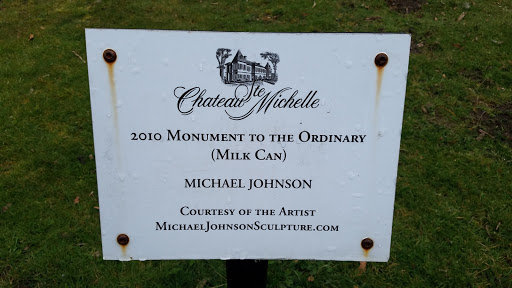 Chateau Ste Michelle
2010 Monument to the Ordinary
(Milk Can)
MICHAEL JOHNSON
Courtesy of the Artist
MichaelJohnsonSculpture.com